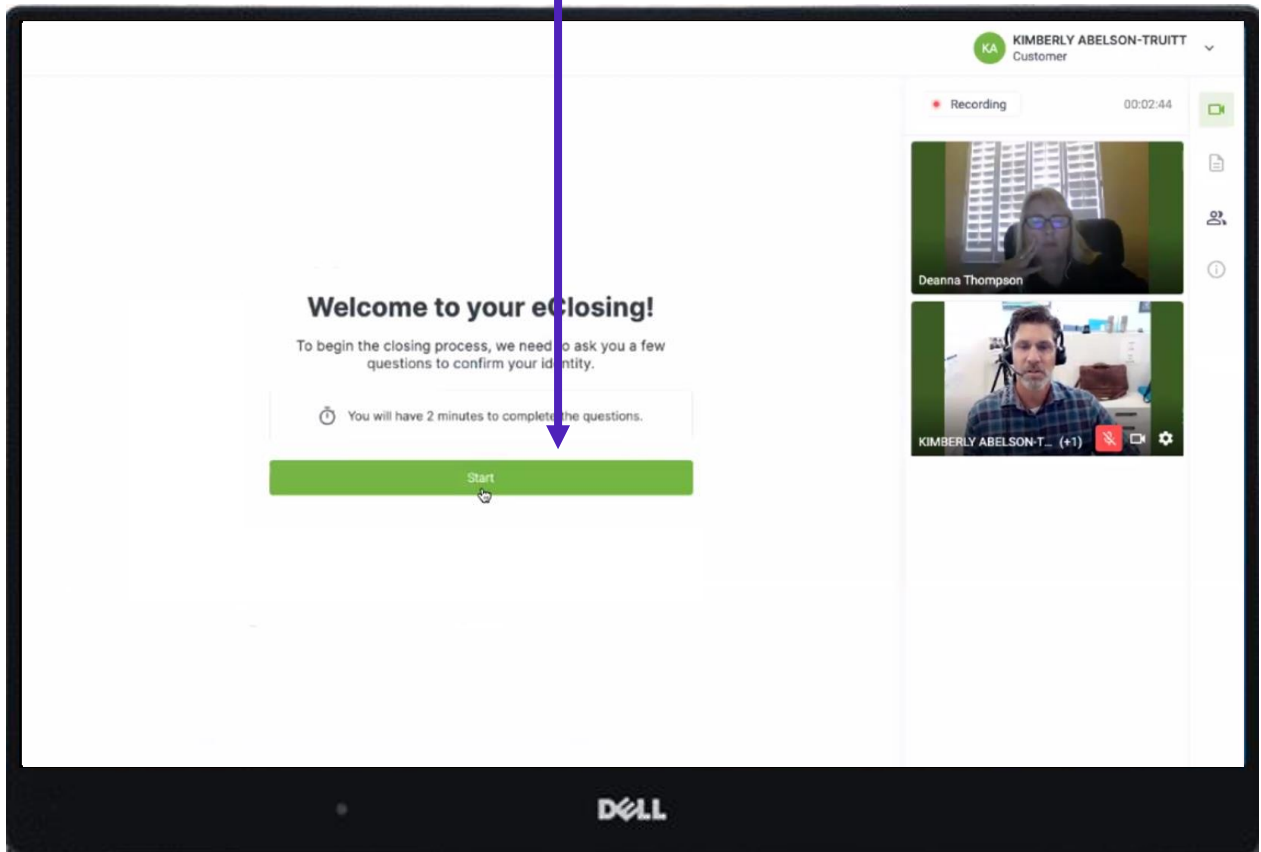 KA
KIMBERLY ABELSON-TRUITT
Customer
Recording
00:02:44
Deanna Thompson
Welcome to your eClosing!
To begin the closing process, we need to ask you a few
questions to confirm your identity.
You will have 2 minutes to complete the questions.
Start
KIMBERLY ABELSON-T... (+1)
DELL